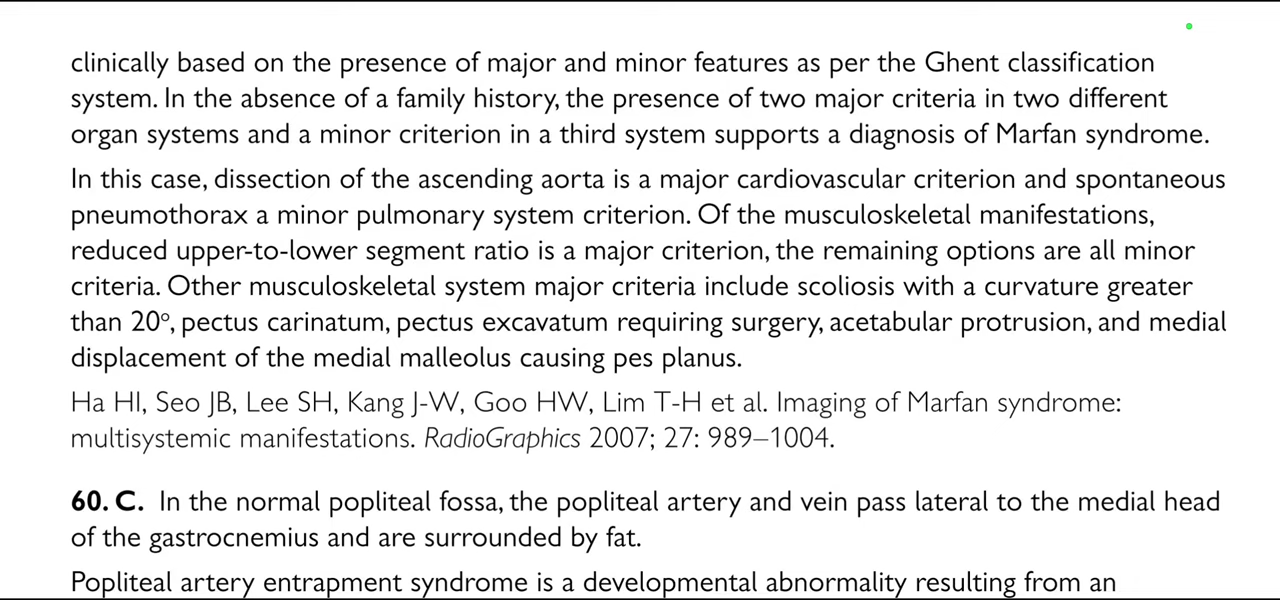 clinically based on the presence of major and minor features as per the Ghent classification
system. In the absence of a family history, the presence of two major criteria in two different
organ systems and a minor criterion in a third system supports a diagnosis of Marfan syndrome.
In this case, dissection of the ascending aorta is a major cardiovascular criterion and spontaneous
pneumothorax a minor pulmonary system criterion. Of the musculoskeletal manifestations,
reduced upper-to-lower segment ratio is a major criterion, the remaining options are all minor
criteria. Other musculoskeletal system major criteria include scoliosis with a curvature greater
than 20°, pectus carinatum, pectus excavatum requiring surgery, acetabular protrusion, and medial
displacement of the medial malleolus causing pes planus.
Ha HI, Seo JB, Lee SH, Kang J-W, Goo HW, Lim T-H et al. Imaging of Marfan syndrome:
multisystemic manifestations. RadioGraphics 2007; 27: 989–1004.
60. C. In the normal popliteal fossa, the popliteal artery and vein pass lateral to the medial head
of the gastrocnemius and are surrounded by fat.
Popliteal artery entrapment syndrome is a developmental abnormality resulting from an